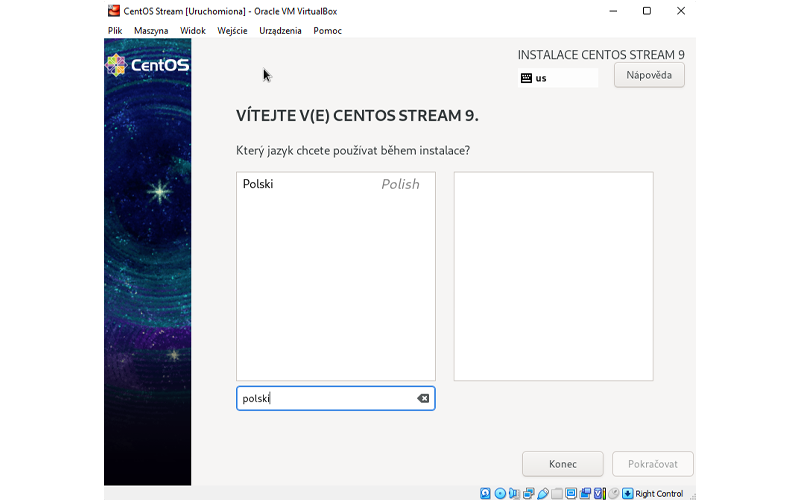 CentOS Stream [Uruchomiona] - Oracle VM VirtualBox
Plik Maszyna Widok Wejście Urządzenia Pomoc
CentOS
INSTALACE CENTOS STREAM 9
us
Nápověda
VÍTEJTE V(E) CENTOS STREAM 9.
Který jazyk chcete používat během instalace?
Polski Polish
polski
Konec
Pokračovat
Right Control